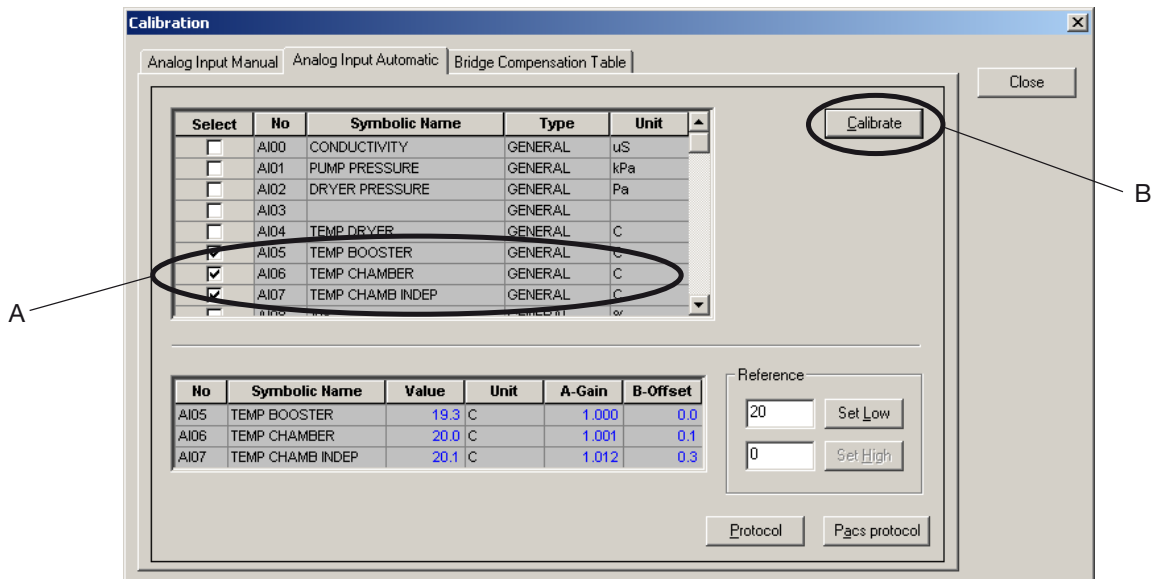 Calibration
Analog Input Manual Analog Input Automatic Bridge Compensation Table
Close
Select No Symbolic Name Type Unit
Calibrate
AI00 CONDUCTIVITY GENERAL uS
AI01 PUMP PRESSURE GENERAL kPa
AI02 DRYER PRESSURE GENERAL Pa
B
AI03 GENERAL
AI04 TEMP DRYER GENERAL C
AI05 TEMP BOOSTER GENERAL C
AI06 TEMP CHAMBER GENERAL C
AI07 TEMP CHAMB INDEP GENERAL C
A
Reference
No Symbolic Name Value Unit A-Gain B-Offset
AI05 TEMP BOOSTER 19.3 C 1.000 0.0
20 Set Low
AI06 TEMP CHAMBER 20.0 C 1.001 0.1
AI07 TEMP CHAMB INDEP 20.1 C 1.012 0.3
0 Set High
Protocol Pacs protocol